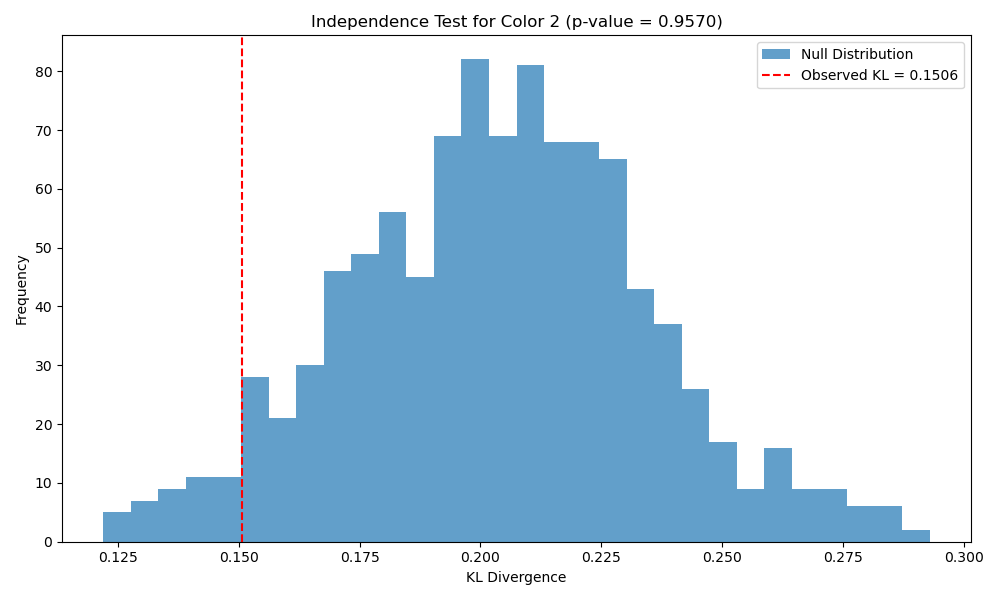 Independence Test for Color 2 (p-value = 0.9570)
Null Distribution
Observed KL = 0.1506
Frequency
80
70
60
50
40
30
20
10
0
0.125 0.150 0.175 0.200 0.225 0.250 0.275 0.300
KL Divergence